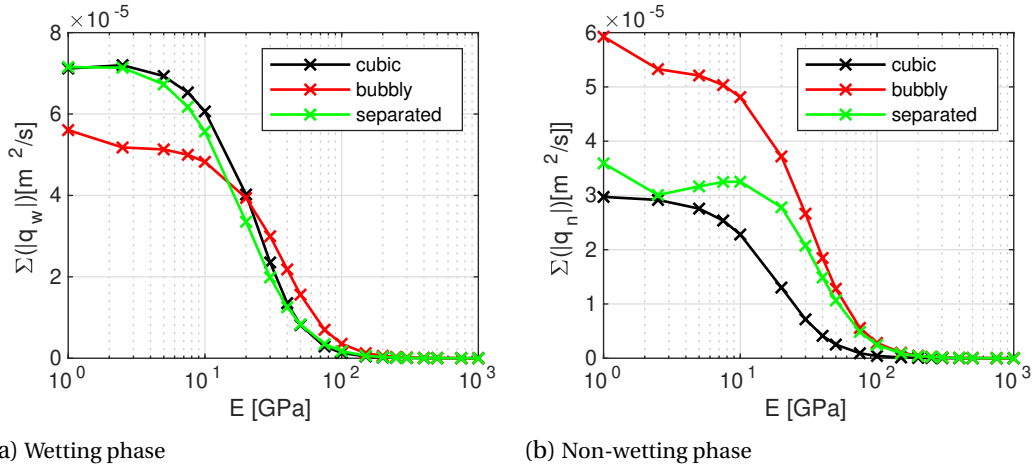 ×10⁻⁵
8
6
4
2
0
Σ(|q_w|)[m ²/s]
10⁰ 10¹ 10² 10³
E [GPa]
cubic
bubbly
separated
a) Wetting phase
×10⁻⁵
6
5
4
3
2
1
0
Σ(|q_n|)[m ²/s]]
10⁰ 10¹ 10² 10³
E [GPa]
cubic
bubbly
separated
(b) Non-wetting phase